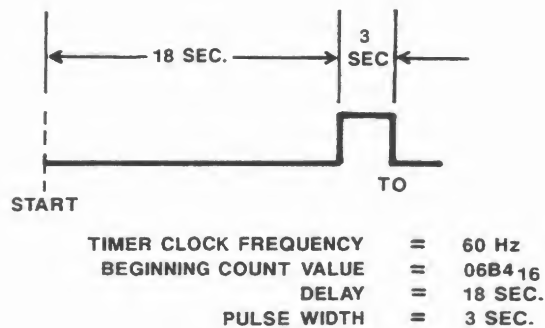 3
18 SEC.
SEC
TO
START
TIMER CLOCK FREQUENCY = 60 Hz
BEGINNING COUNT VALUE = 06B4₁₆
DELAY = 18 SEC.
PULSE WIDTH = 3 SEC.